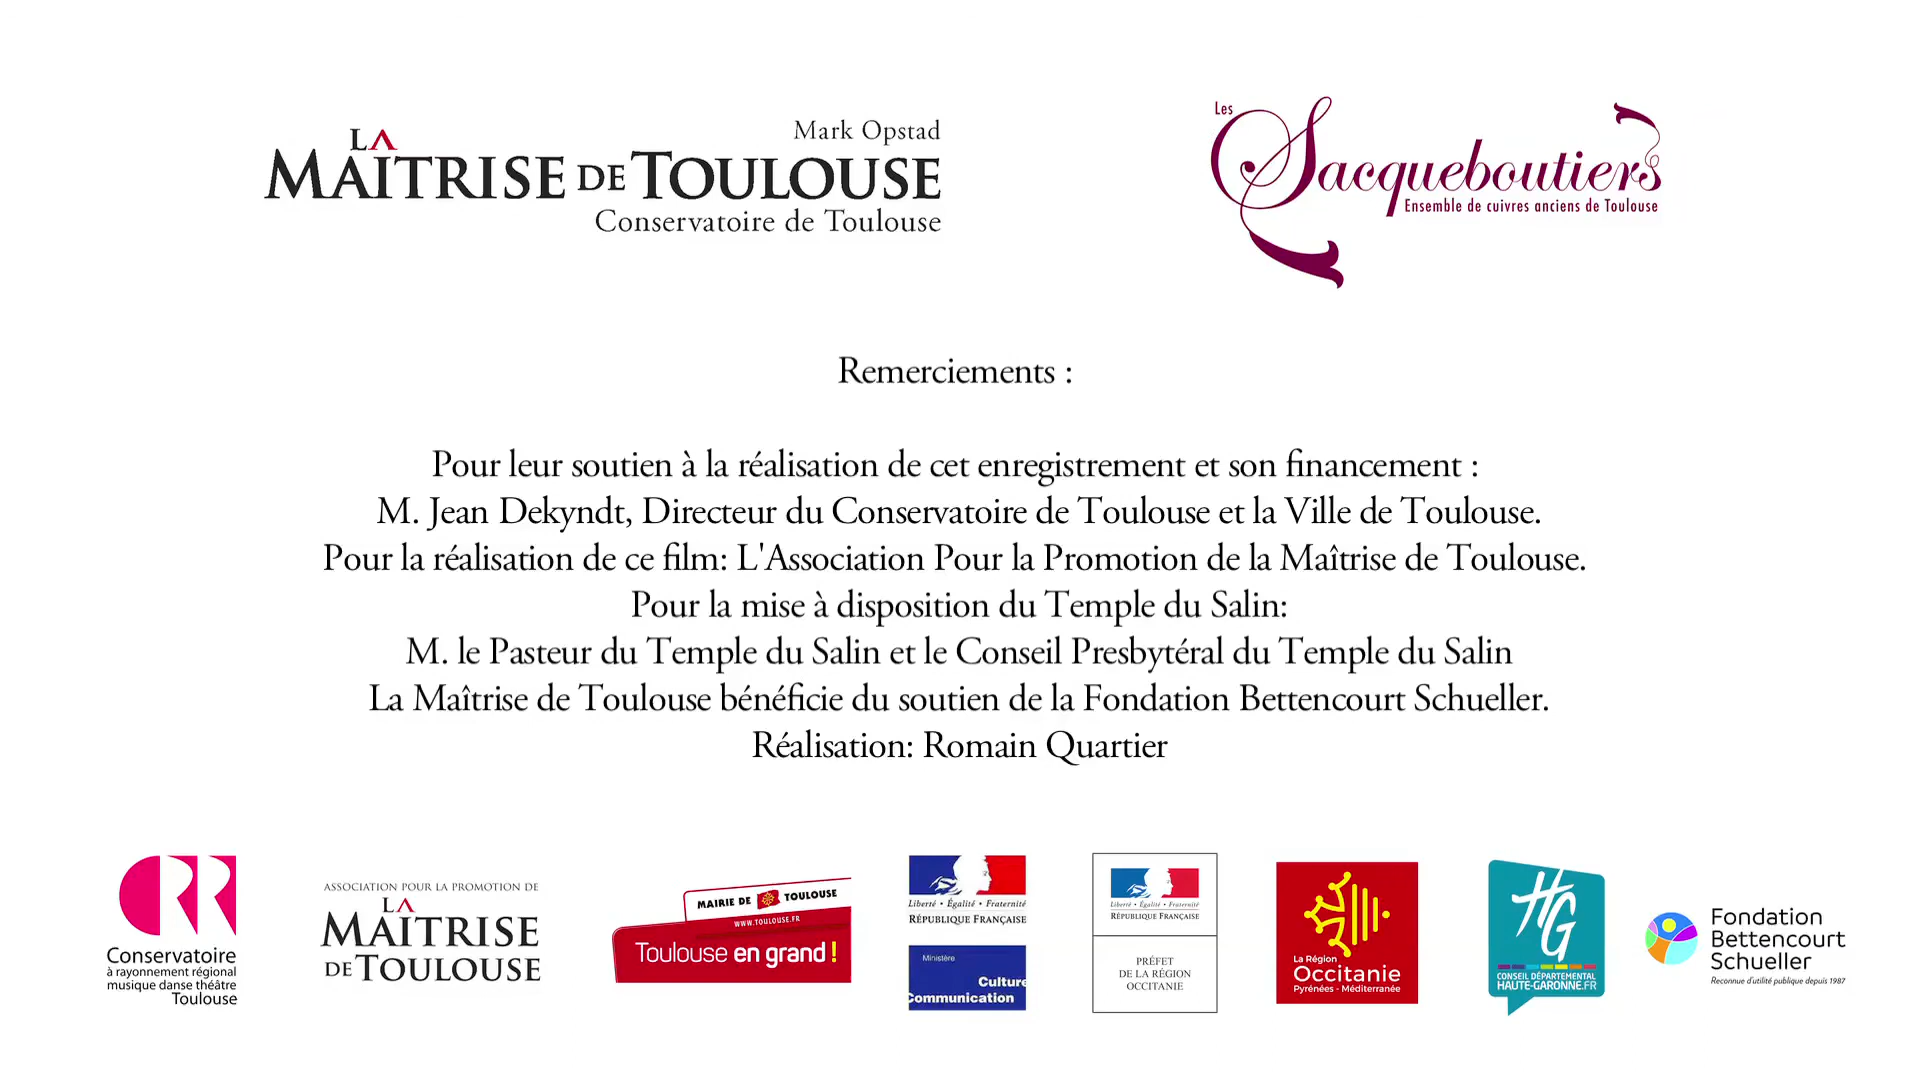 Mark Opstad
LA
MAÎTRISE DE TOULOUSE
Conservatoire de Toulouse
Les
Sacqueboutiers
Ensemble de cuivres anciens de Toulouse
Remerciements :
Pour leur soutien à la réalisation de cet enregistrement et son financement :
M. Jean Dekyndt, Directeur du Conservatoire de Toulouse et la Ville de Toulouse.
Pour la réalisation de ce film: L'Association Pour la Promotion de la Maîtrise de Toulouse.
Pour la mise à disposition du Temple du Salin:
M. le Pasteur du Temple du Salin et le Conseil Presbytéral du Temple du Salin
La Maîtrise de Toulouse bénéficie du soutien de la Fondation Bettencourt Schueller.
Réalisation: Romain Quartier
CRR
Conservatoire
à rayonnement régional
musique danse théâtre
Toulouse
ASSOCIATION POUR LA PROMOTION DE
LA
MAÎTRISE
DE TOULOUSE
MAIRIE DE TOULOUSE
WWW.TOULOUSE.FR
Toulouse en grand !
Liberté • Égalité • Fraternité
RÉPUBLIQUE FRANÇAISE
Ministère
Culture
Communication
Liberté • Égalité • Fraternité
RÉPUBLIQUE FRANÇAISE
PRÉFET
DE LA RÉGION
OCCITANIE
La Région
Occitanie
Pyrénées - Méditerranée
HG
CONSEIL DÉPARTEMENTAL
HAUTE-GARONNE.FR
Fondation
Bettencourt
Schueller
Reconnue d'utilité publique depuis 1987